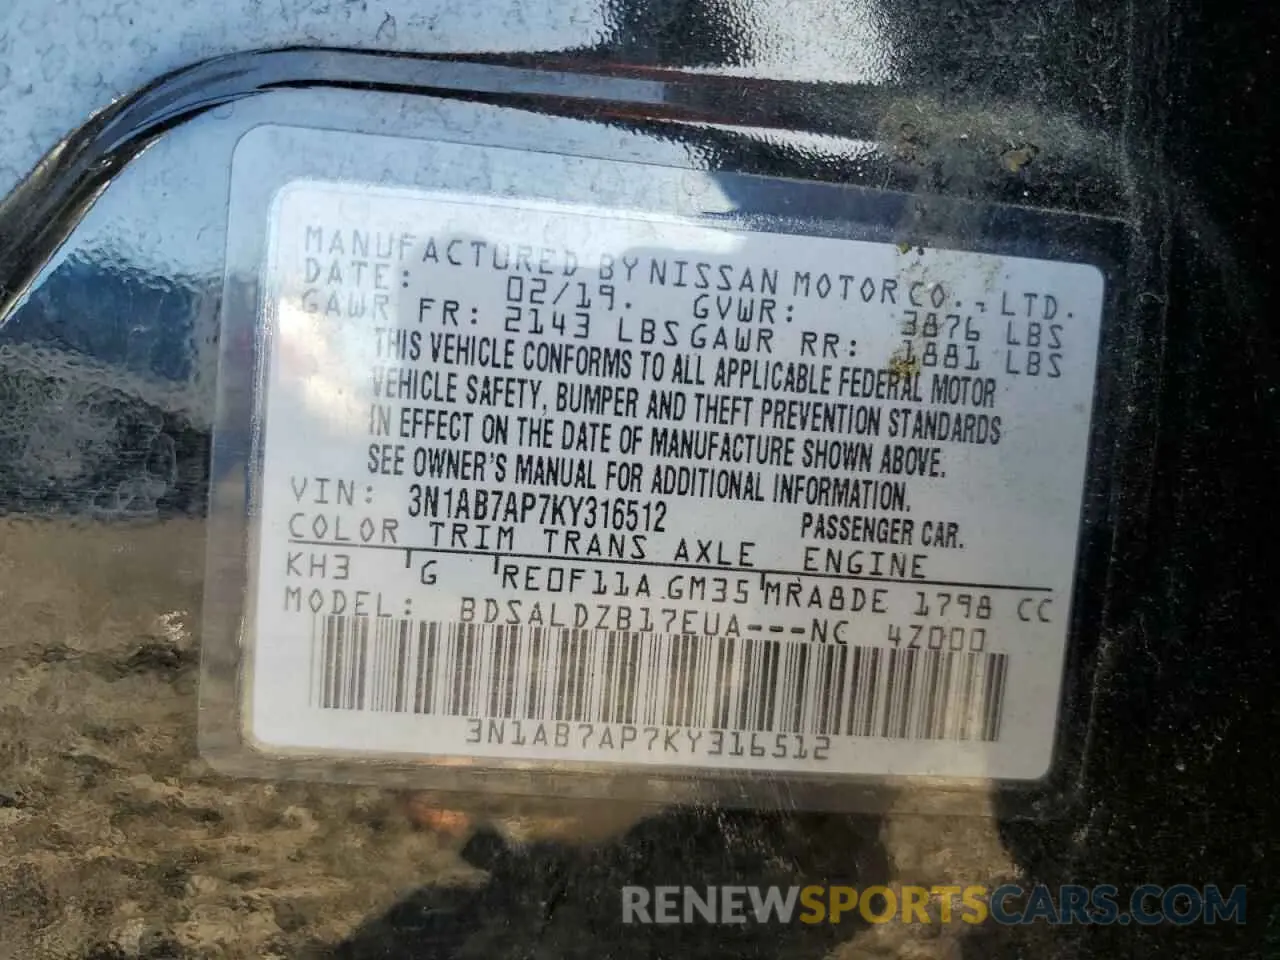 MANUFACTURED BY NISSAN MOTOR CO., LTD.
DATE: 02/19. GVWR: 3876 LBS
GAWR FR: 2143 LBS GAWR RR: 1881 LBS
THIS VEHICLE CONFORMS TO ALL APPLICABLE FEDERAL MOTOR
VEHICLE SAFETY, BUMPER AND THEFT PREVENTION STANDARDS
IN EFFECT ON THE DATE OF MANUFACTURE SHOWN ABOVE.
SEE OWNER'S MANUAL FOR ADDITIONAL INFORMATION.
VIN: 3N1AB7AP7KY316512 PASSENGER CAR.
COLOR TRIM TRANS AXLE ENGINE
KH3 G RE0F11A GM35 MRA8DE 1798 CC
MODEL: BDSALDZB17EUA---NC 4Z000
3N1AB7AP7KY316512
RENEWSPORTSCARS.COM